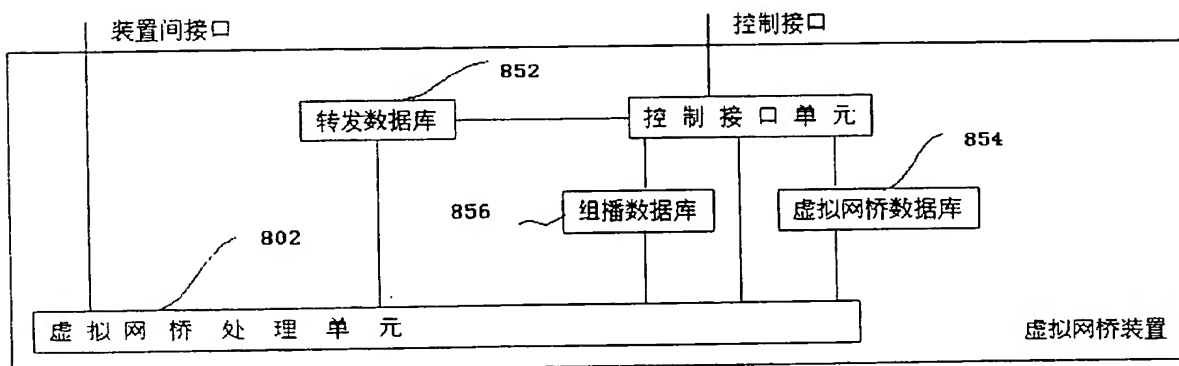 装置间接口
控制接口
852
转发数据库
控制接口单元
854
856
组播数据库
虚拟网桥数据库
802
虚拟网桥处理单元
虚拟网桥装置